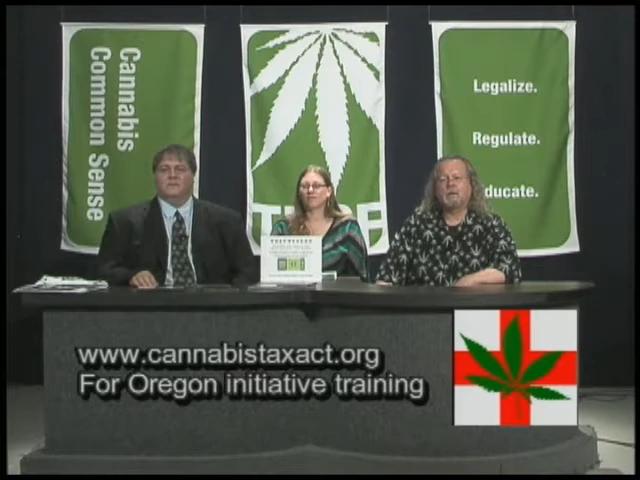 Cannabis
Common Sense
Legalize.
Regulate.
ducate.
www.cannabistaxact.org
For Oregon initiative training